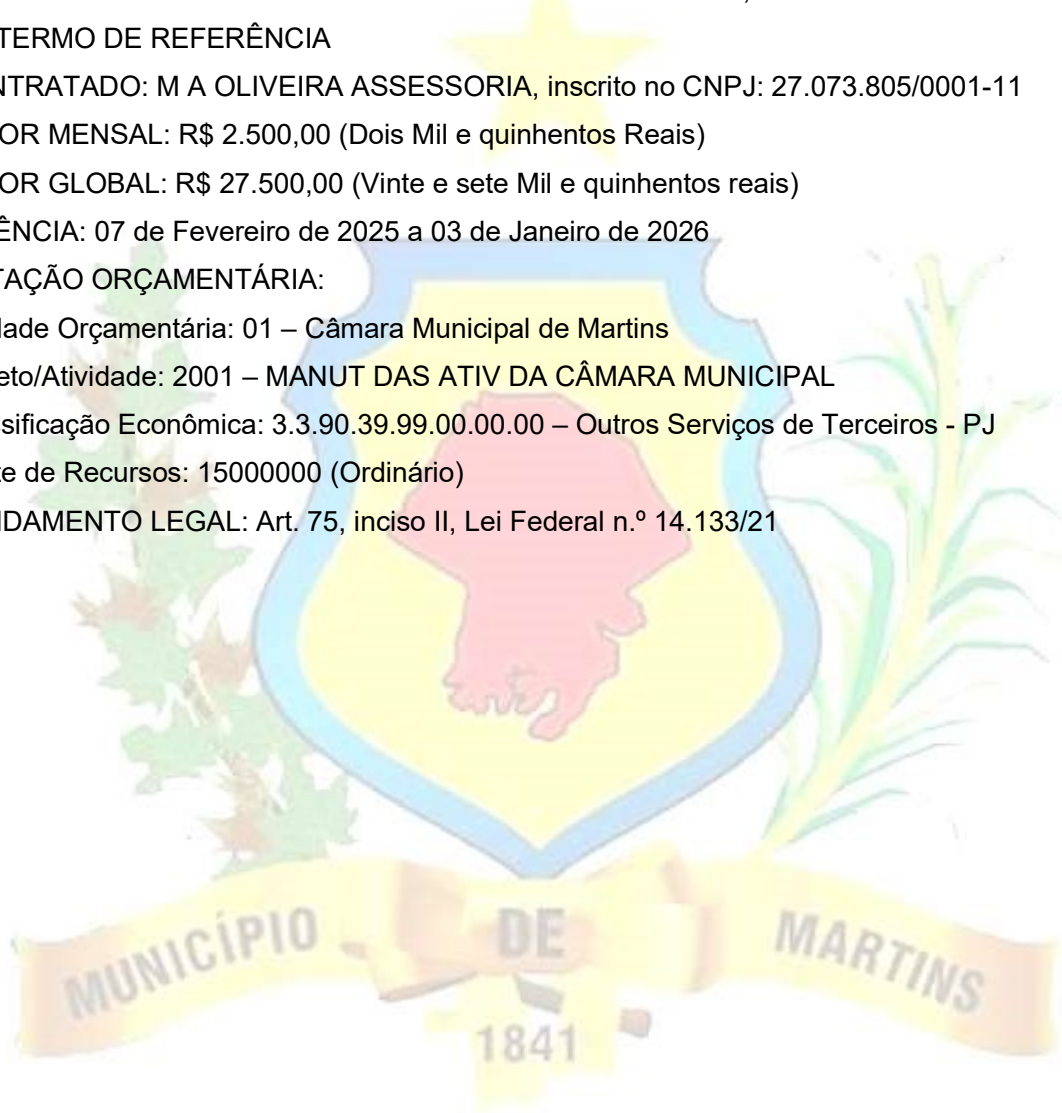 TERMO DE REFERÊNCIA
NTRATADO: M A OLIVEIRA ASSESSORIA, inscrito no CNPJ: 27.073.805/0001-11
OR MENSAL: R$ 2.500,00 (Dois Mil e quinhentos Reais)
OR GLOBAL: R$ 27.500,00 (Vinte e sete Mil e quinhentos reais)
ÊNCIA: 07 de Fevereiro de 2025 a 03 de Janeiro de 2026
TAÇÃO ORÇAMENTÁRIA:
dade Orçamentária: 01 – Câmara Municipal de Martins
eto/Atividade: 2001 – MANUT DAS ATIV DA CÂMARA MUNICIPAL
sificação Econômica: 3.3.90.39.99.00.00.00 – Outros Serviços de Terceiros - PJ
te de Recursos: 15000000 (Ordinário)
NDAMENTO LEGAL: Art. 75, inciso II, Lei Federal n.º 14.133/21
MUNICÍPIO DE MARTINS
1841